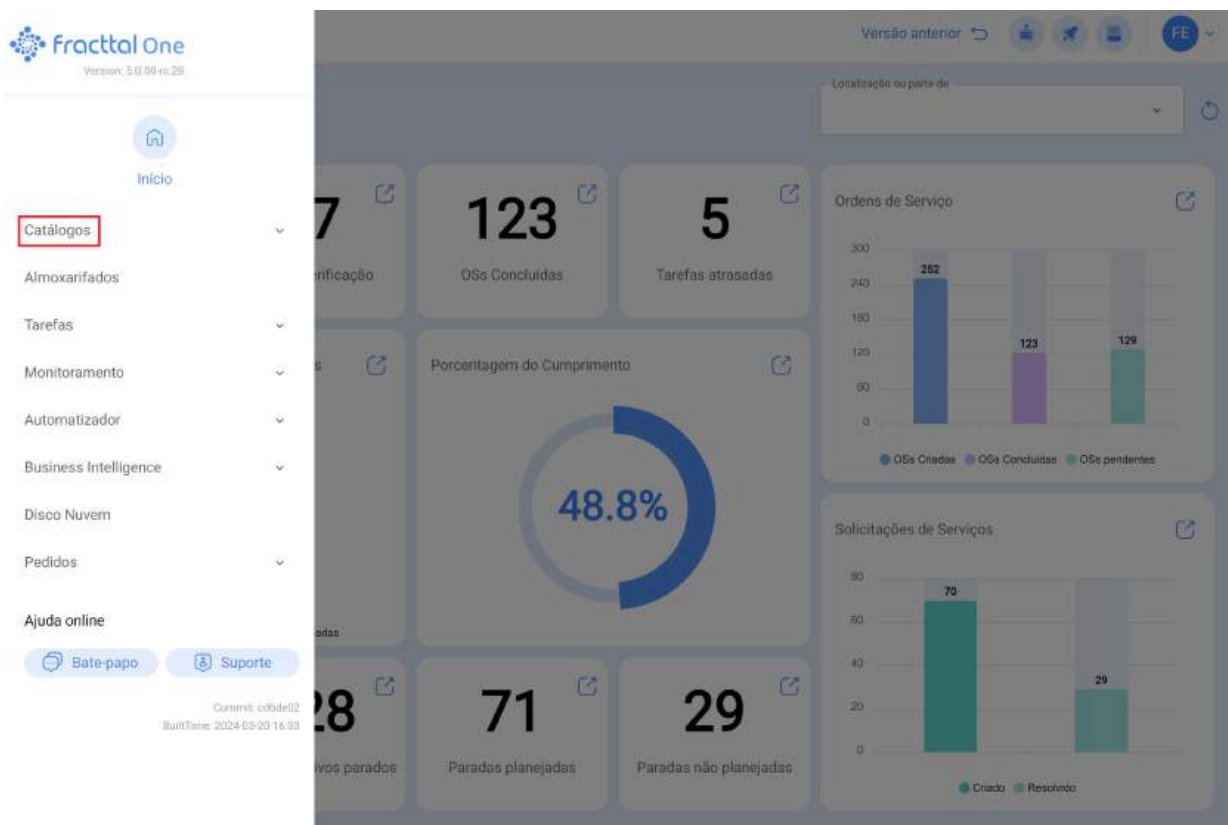 fracttal One
Version: 5.0.00-rc.28
Início
Catálogos
Almoxarifados
Tarefas
Monitoramento
Automatizador
Business Intelligence
Disco Nuvem
Pedidos
Ajuda online
Bate-papo
Suporte
Commit: cd6de02
BuiltTime: 2024-03-20 16:03
Versão anterior
FE
Localização ou parte de
7
erificação
123
OSs Concluídas
5
Tarefas atrasadas
s
Porcentagem do Cumprimento
48.8%
adas
28
ivos parados
71
Paradas planejadas
29
Paradas não planejadas
Ordens de Serviço
300
240
180
120
60
0
252
123
129
OSs Criadas OSs Concluídas OSs pendentes
Solicitações de Serviços
80
60
40
20
0
70
29
Criado Resolvido